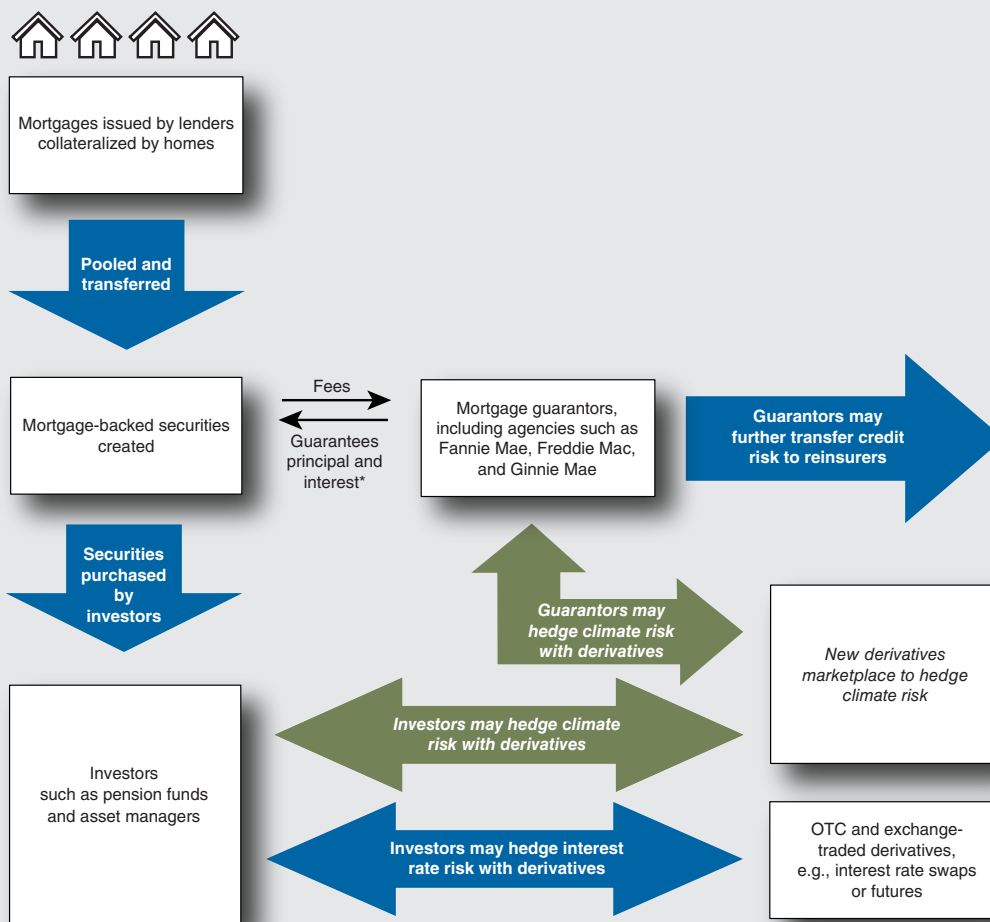 Mortgages issued by lenders
collateralized by homes
Pooled and
transferred
Mortgage-backed securities
created
Fees
Guarantees
principal and
interest*
Mortgage guarantors,
including agencies such as
Fannie Mae, Freddie Mac,
and Ginnie Mae
Guarantors may
further transfer credit
risk to reinsurers
Securities
purchased
by
investors
Guarantors may
hedge climate risk
with derivatives
New derivatives
marketplace to hedge
climate risk
Investors may hedge climate
risk with derivatives
Investors
such as pension funds
and asset managers
Investors may hedge interest
rate risk with derivatives
OTC and exchange-
traded derivatives,
e.g., interest rate swaps
or futures